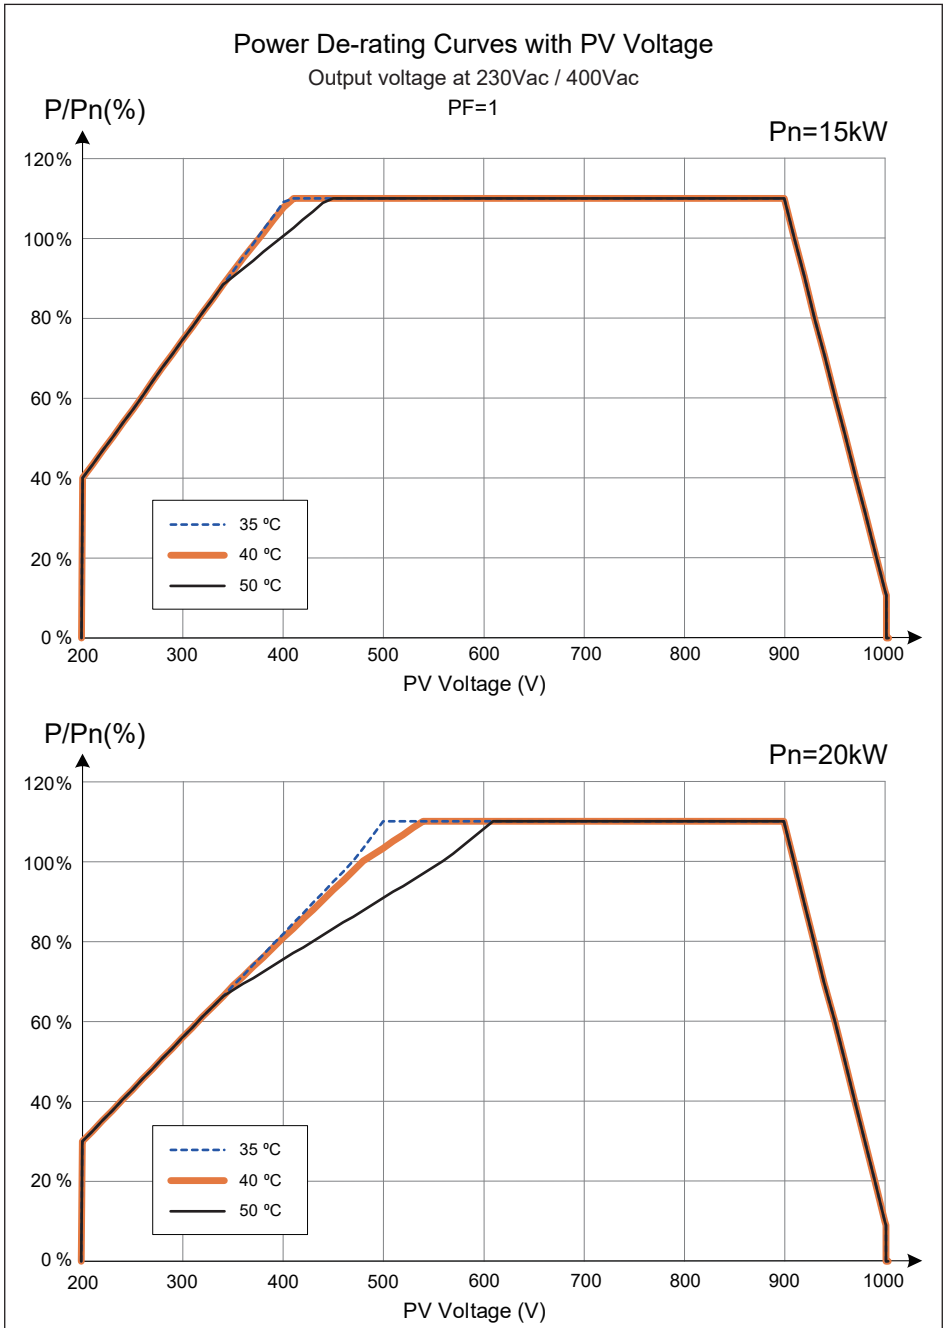 Power De-rating Curves with PV Voltage
Output voltage at 230Vac / 400Vac
PF=1
P/Pn(%)
Pn=15kW
120%
100%
80 %
60 %
40 %
20 %
0 %
35 ºC
40 ºC
50 ºC
200 300 400 500 600 700 800 900 1000
PV Voltage (V)
P/Pn(%)
Pn=20kW
120%
100%
80 %
60 %
40 %
20 %
0 %
35 ºC
40 ºC
50 ºC
200 300 400 500 600 700 800 900 1000
PV Voltage (V)